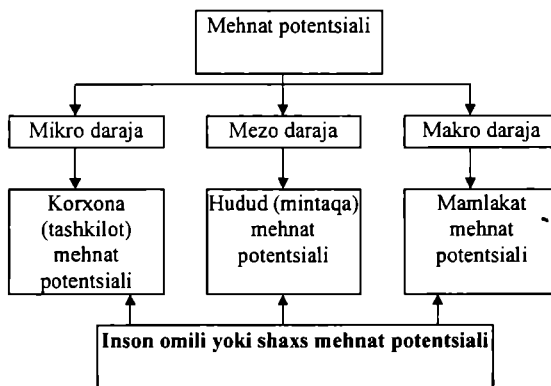 Mehnat potentsiali
Mikro daraja
Mezo daraja
Makro daraja
Korxona
(tashkilot)
mehnat
potentsiali
Hudud (mintaqa)
mehnat
potentsiali
Mamlakat
mehnat
potentsiali
Inson omili yoki shaxs mehnat potentsiali